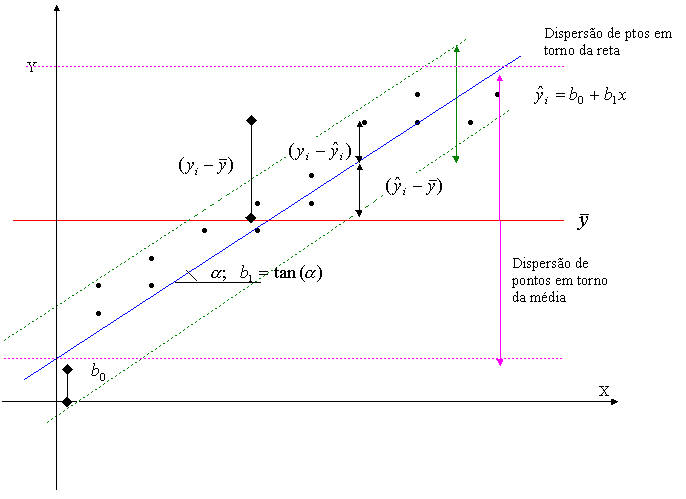 Dispersão de ptos em
torno da reta
Y
ŷᵢ = b₀ + b₁x
(yᵢ − ŷᵢ)
(yᵢ − ȳ)
(ŷᵢ − ȳ)
ȳ
α; b₁ = tan(α)
Dispersão de
pontos em torno
da média
b₀
X